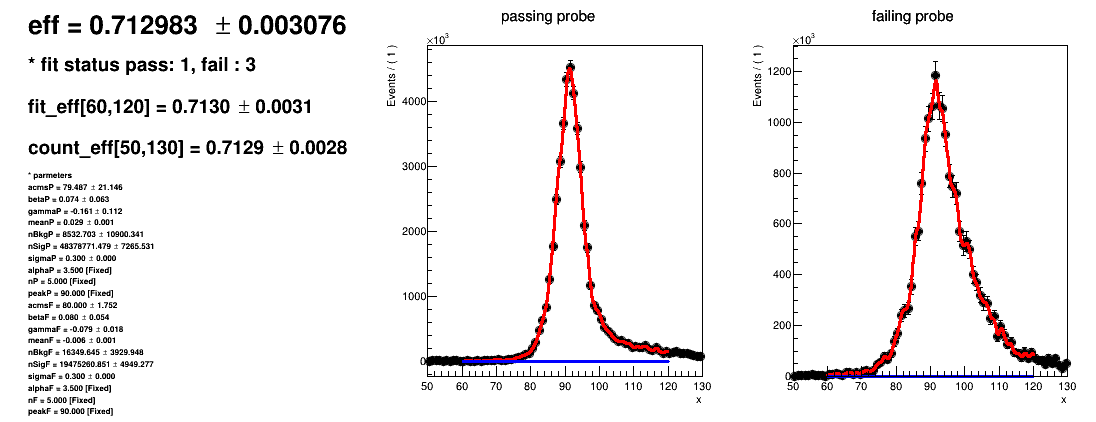 eff = 0.712983 ± 0.003076
* fit status pass: 1, fail : 3
fit_eff[60,120] = 0.7130 ± 0.0031
count_eff[50,130] = 0.7129 ± 0.0028
* parmeters
acmsP = 79.487 ± 21.146
betaP = 0.074 ± 0.063
gammaP = -0.161 ± 0.112
meanP = 0.029 ± 0.001
nBkgP = 8532.703 ± 10900.341
nSigP = 48378771.479 ± 7265.531
sigmaP = 0.300 ± 0.000
alphaP = 3.500 [Fixed]
nP = 5.000 [Fixed]
peakP = 90.000 [Fixed]
acmsF = 80.000 ± 1.752
betaF = 0.080 ± 0.054
gammaF = -0.079 ± 0.018
meanF = -0.006 ± 0.001
nBkgF = 16349.645 ± 3929.948
nSigF = 19475260.851 ± 4949.277
sigmaF = 0.300 ± 0.000
alphaF = 3.500 [Fixed]
nF = 5.000 [Fixed]
peakF = 90.000 [Fixed]
passing probe
×10³
Events / ( 1 )
4000
3000
2000
1000
0
50 60 70 80 90 100 110 120 130
x
failing probe
×10³
Events / ( 1 )
1200
1000
800
600
400
200
0
50 60 70 80 90 100 110 120 130
x